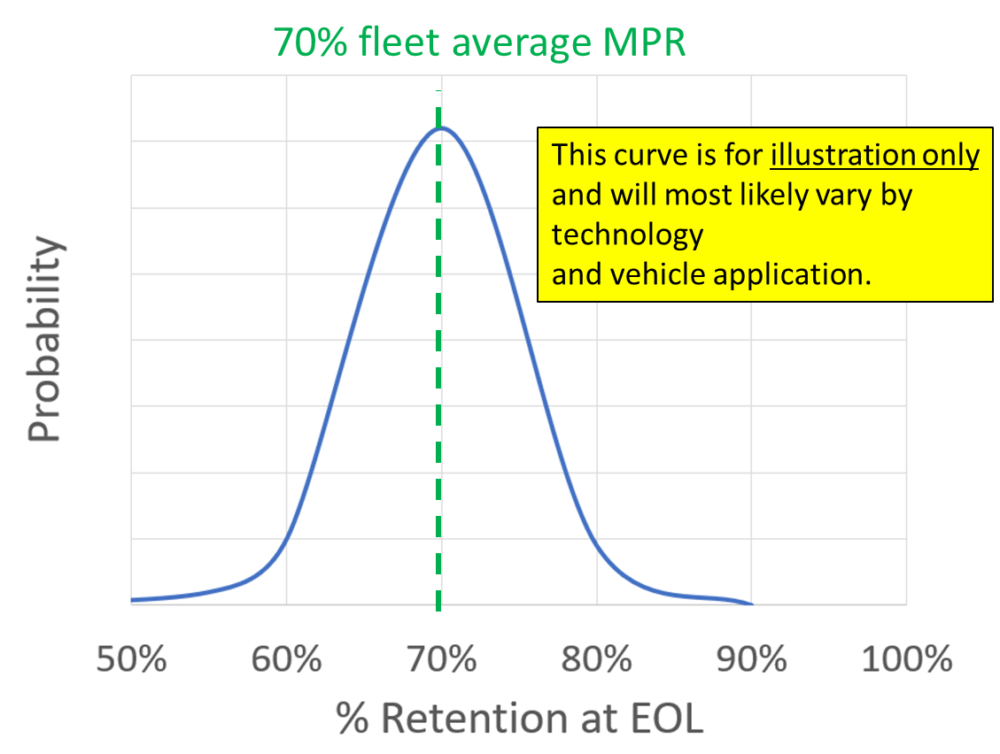 70% fleet average MPR
This curve is for illustration only
and will most likely vary by
technology
and vehicle application.
Probability
50% 60% 70% 80% 90% 100%
% Retention at EOL